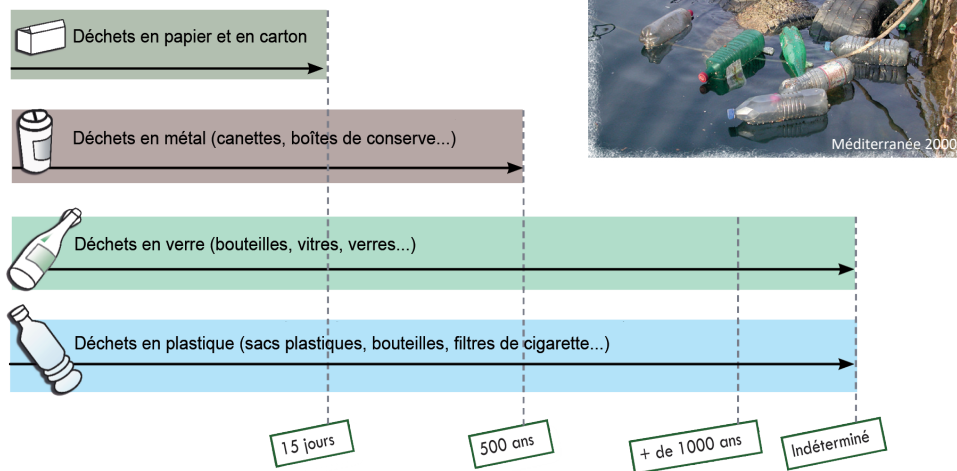 Déchets en papier et en carton
Méditerranée 2000
Déchets en métal (canettes, boîtes de conserve...)
Déchets en verre (bouteilles, vitres, verres...)
Déchets en plastique (sacs plastiques, bouteilles, filtres de cigarette...)
15 jours
500 ans
+ de 1000 ans
Indéterminé